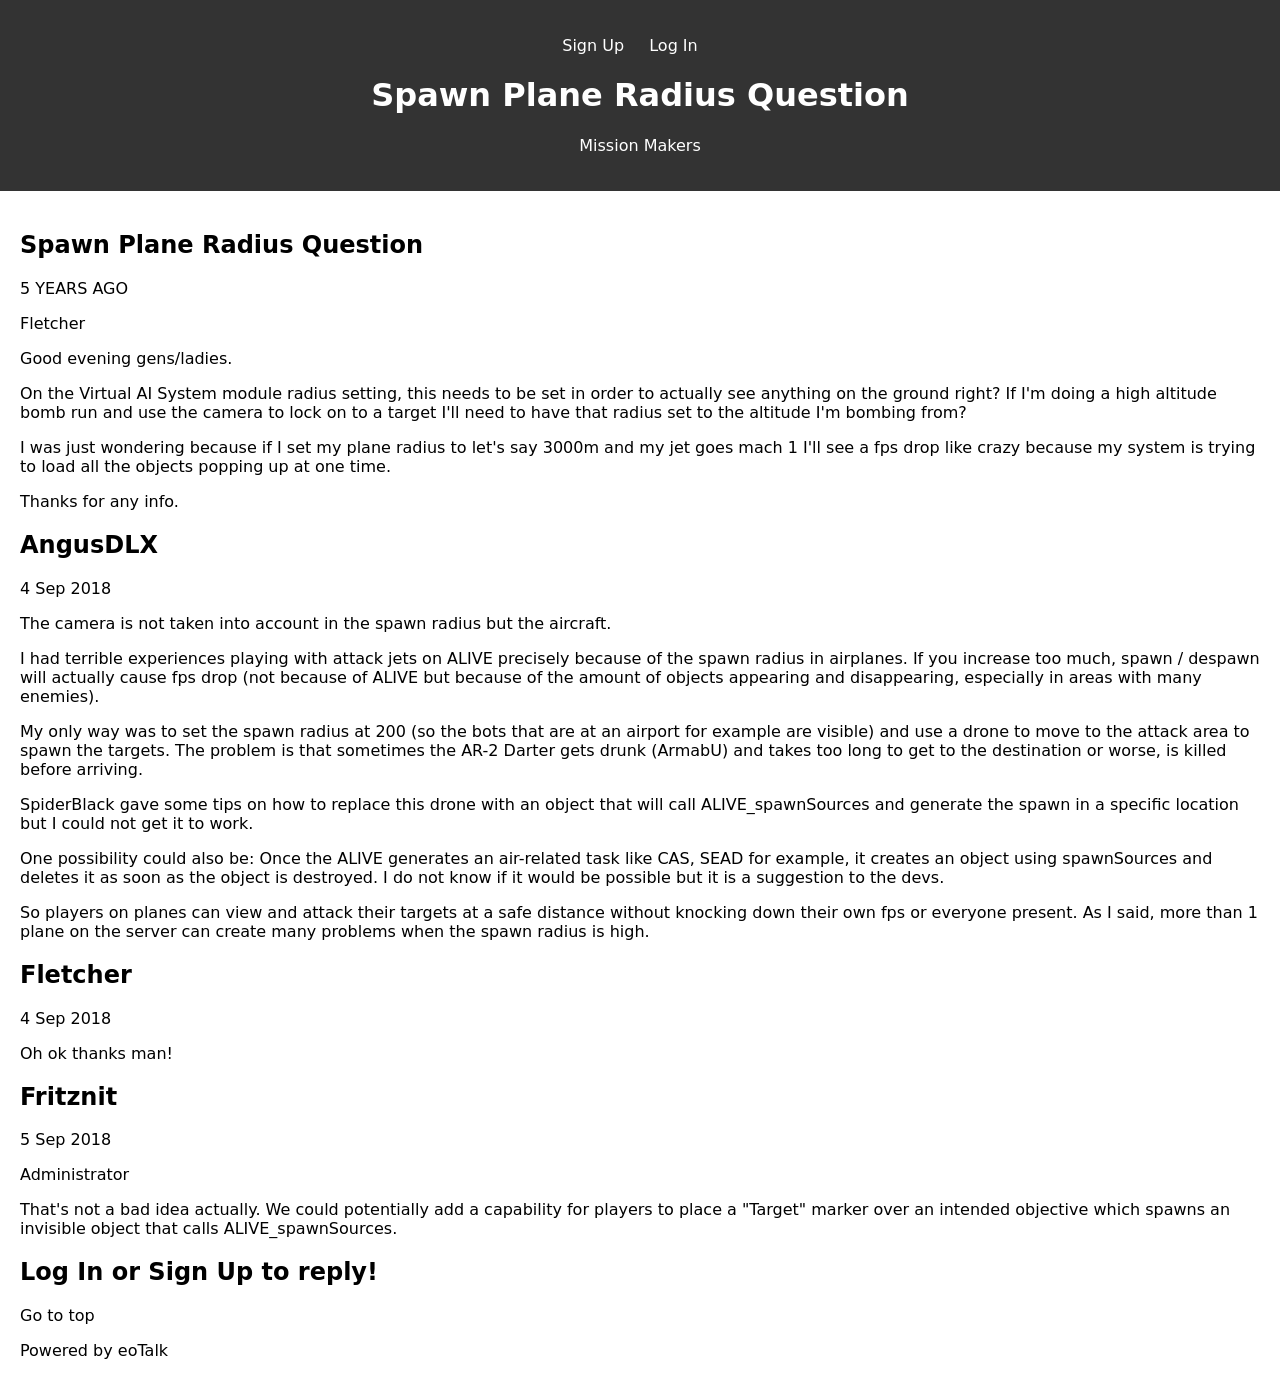 Sign Up Log In
Spawn Plane Radius Question
Mission Makers
Spawn Plane Radius Question
5 YEARS AGO
Fletcher
Good evening gens/ladies.
On the Virtual AI System module radius setting, this needs to be set in order to actually see anything on the ground right? If I'm doing a high altitude
bomb run and use the camera to lock on to a target I'll need to have that radius set to the altitude I'm bombing from?
I was just wondering because if I set my plane radius to let's say 3000m and my jet goes mach 1 I'll see a fps drop like crazy because my system is trying
to load all the objects popping up at one time.
Thanks for any info.
AngusDLX
4 Sep 2018
The camera is not taken into account in the spawn radius but the aircraft.
I had terrible experiences playing with attack jets on ALIVE precisely because of the spawn radius in airplanes. If you increase too much, spawn / despawn
will actually cause fps drop (not because of ALIVE but because of the amount of objects appearing and disappearing, especially in areas with many
enemies).
My only way was to set the spawn radius at 200 (so the bots that are at an airport for example are visible) and use a drone to move to the attack area to
spawn the targets. The problem is that sometimes the AR-2 Darter gets drunk (ArmabU) and takes too long to get to the destination or worse, is killed
before arriving.
SpiderBlack gave some tips on how to replace this drone with an object that will call ALIVE_spawnSources and generate the spawn in a specific location
but I could not get it to work.
One possibility could also be: Once the ALIVE generates an air-related task like CAS, SEAD for example, it creates an object using spawnSources and
deletes it as soon as the object is destroyed. I do not know if it would be possible but it is a suggestion to the devs.
So players on planes can view and attack their targets at a safe distance without knocking down their own fps or everyone present. As I said, more than 1
plane on the server can create many problems when the spawn radius is high.
Fletcher
4 Sep 2018
Oh ok thanks man!
Fritznit
5 Sep 2018
Administrator
That's not a bad idea actually. We could potentially add a capability for players to place a "Target" marker over an intended objective which spawns an
invisible object that calls ALIVE_spawnSources.
Log In or Sign Up to reply!
Go to top
Powered by eoTalk